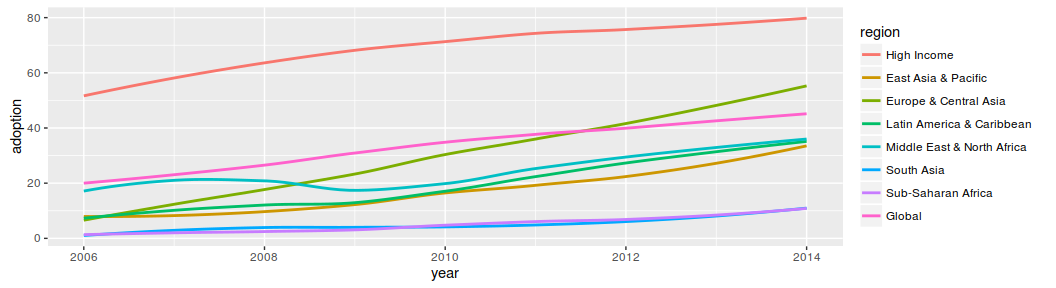 adoption
80
60
40
20
0
2006 2008 2010 2012 2014
year
region
High Income
East Asia & Pacific
Europe & Central Asia
Latin America & Caribbean
Middle East & North Africa
South Asia
Sub-Saharan Africa
Global